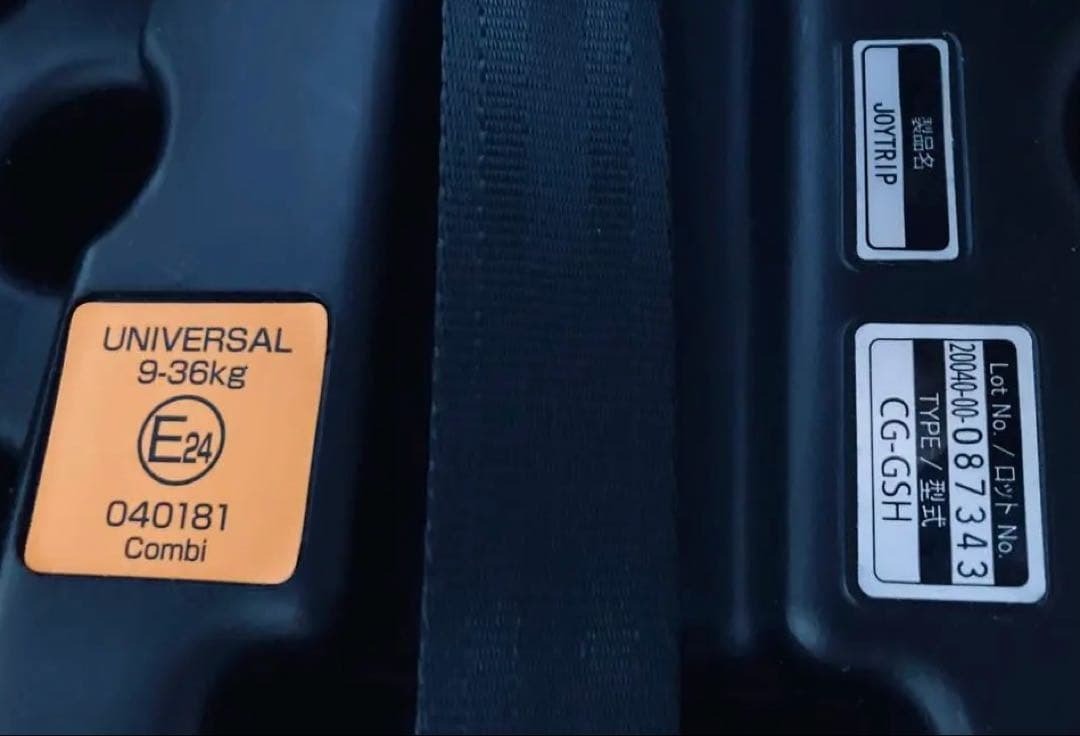 UNIVERSAL
9-36kg
E24
040181
Combi
製品名
JOYTRIP
Lot No. / ロット No.
20040-00-087343
TYPE / 型式
CG-GSH